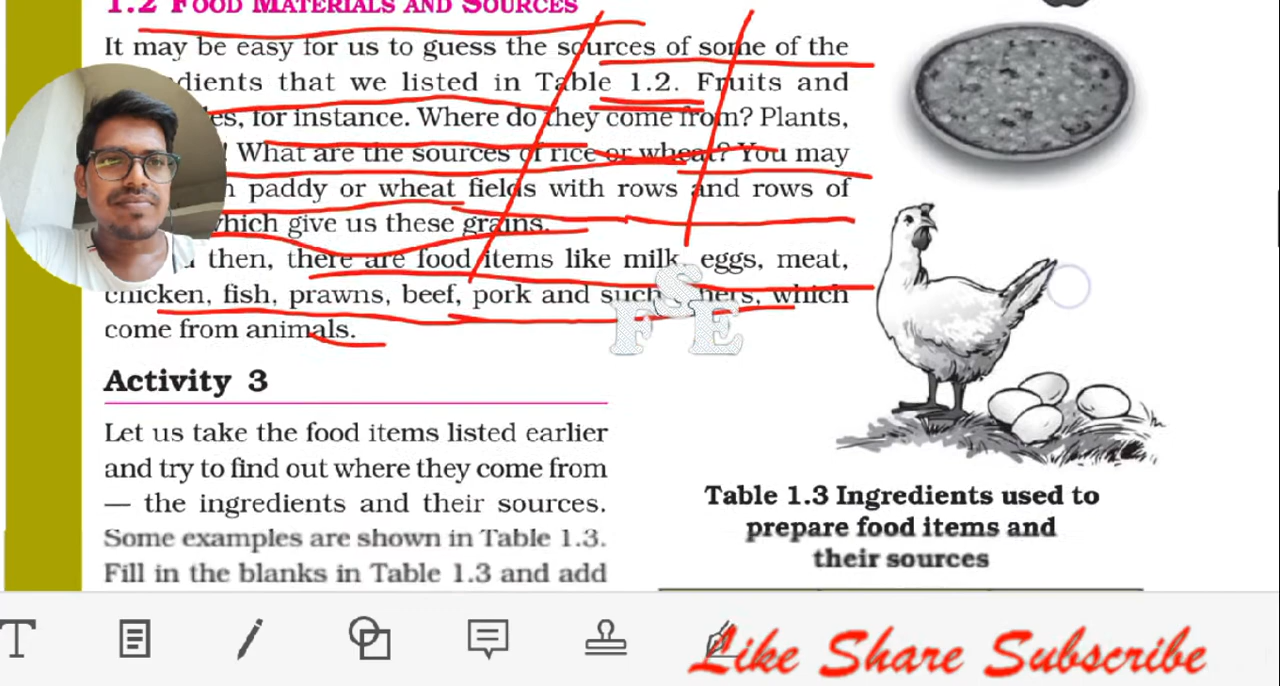 1.2 FOOD MATERIALS AND SOURCES
It may be easy for us to guess the sources of some of the
dients that we listed in Table 1.2. Fruits and
es, for instance. Where do they come from? Plants,
! What are the sources of rice or wheat? You may
paddy or wheat fields with rows and rows of
which give us these grains.
then, there are food items like milk, eggs, meat,
chicken, fish, prawns, beef, pork and such hers, which
come from animals.
FSE
Activity 3
Let us take the food items listed earlier
and try to find out where they come from
— the ingredients and their sources.
Some examples are shown in Table 1.3.
Fill in the blanks in Table 1.3 and add
Table 1.3 Ingredients used to
prepare food items and
their sources
T
Like Share Subscribe